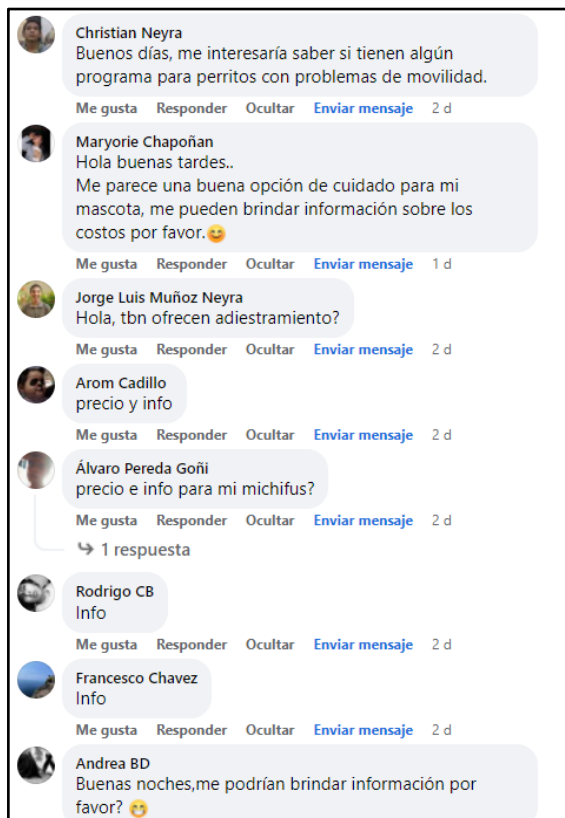 Christian Neyra
Buenos días, me interesaría saber si tienen algún
programa para perritos con problemas de movilidad.
Me gusta Responder Ocultar Enviar mensaje 2 d
Maryorie Chapoñan
Hola buenas tardes..
Me parece una buena opción de cuidado para mi
mascota, me pueden brindar información sobre los
costos por favor.😊
Me gusta Responder Ocultar Enviar mensaje 1 d
Jorge Luis Muñoz Neyra
Hola, tbn ofrecen adiestramiento?
Me gusta Responder Ocultar Enviar mensaje 2 d
Arom Cadillo
precio y info
Me gusta Responder Ocultar Enviar mensaje 2 d
Álvaro Pereda Goñi
precio e info para mi michifus?
Me gusta Responder Ocultar Enviar mensaje 2 d
1 respuesta
Rodrigo CB
Info
Me gusta Responder Ocultar Enviar mensaje 2 d
Francesco Chavez
Info
Me gusta Responder Ocultar Enviar mensaje 2 d
Andrea BD
Buenas noches,me podrían brindar información por
favor? 😁